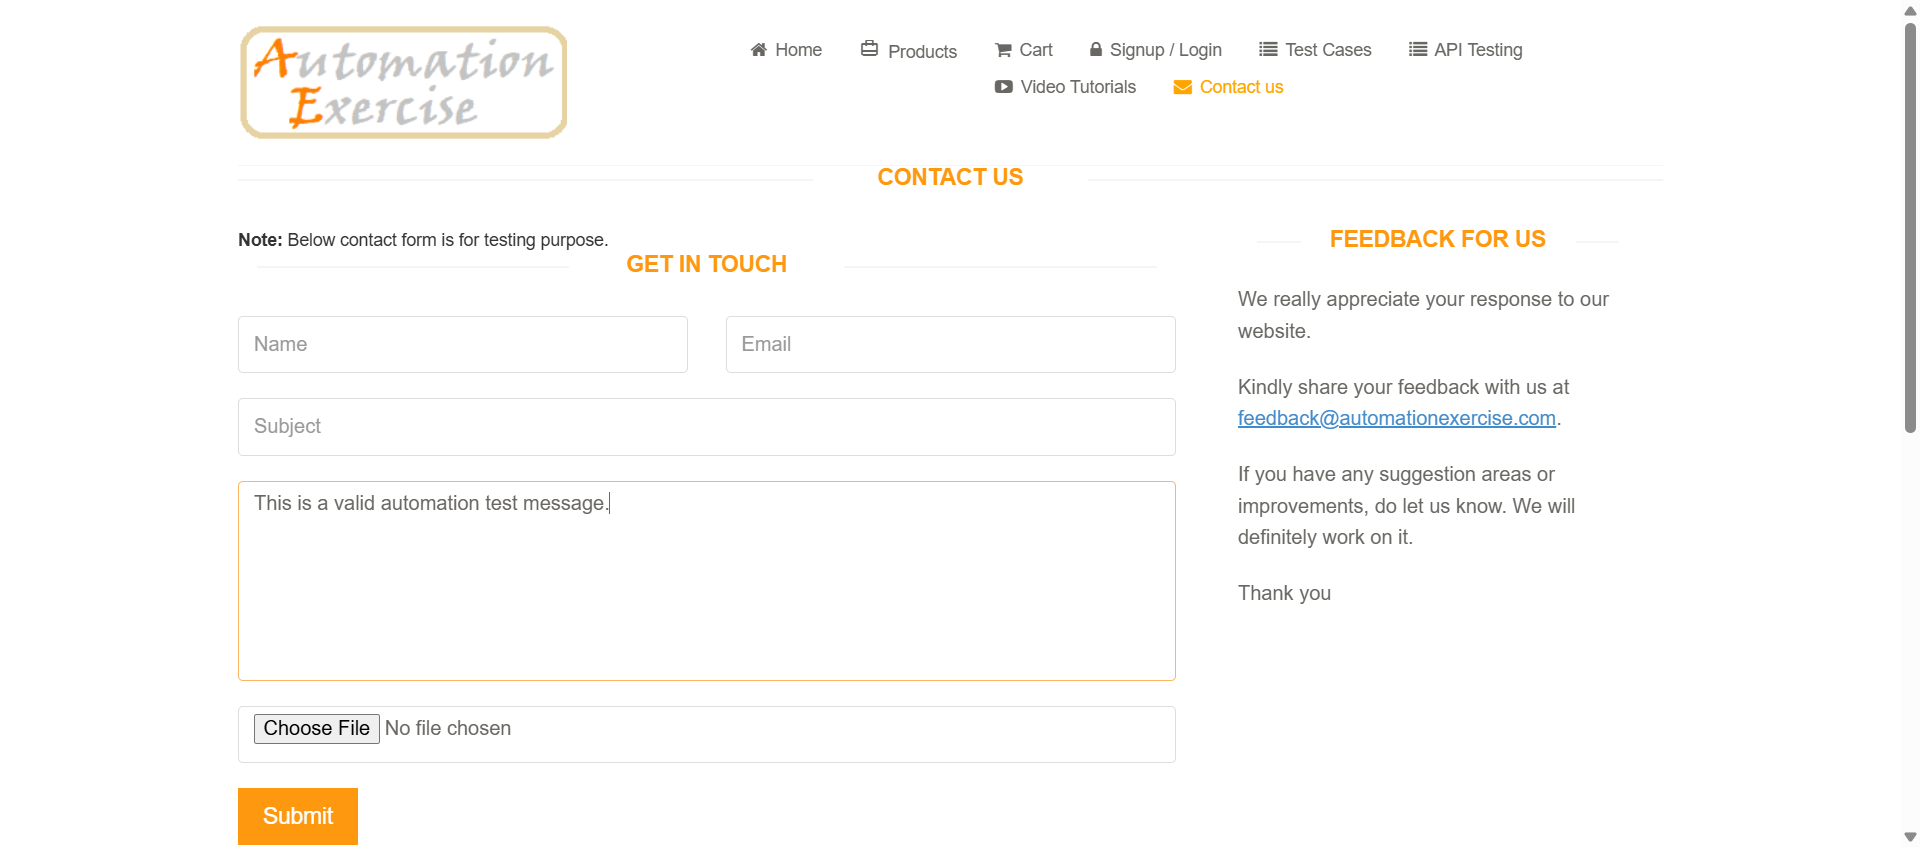 Automation
Exercise
Home Products Cart Signup / Login Test Cases API Testing
Video Tutorials Contact us
CONTACT US
Note: Below contact form is for testing purpose.
GET IN TOUCH
Name Email
Subject
This is a valid automation test message.
Choose File No file chosen
Submit
FEEDBACK FOR US
We really appreciate your response to our
website.
Kindly share your feedback with us at
feedback@automationexercise.com.
If you have any suggestion areas or
improvements, do let us know. We will
definitely work on it.
Thank you